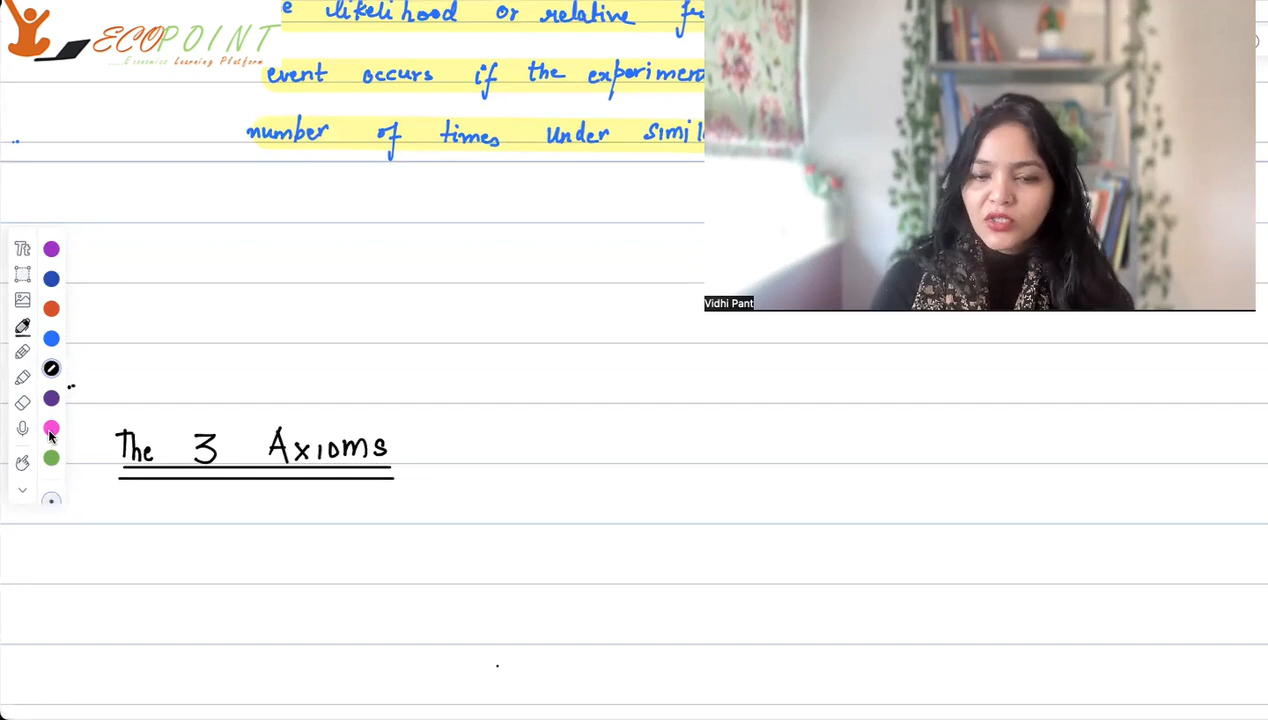 e likelihood or relative
ECOPOINT
.....Economics Learning Platform
event occurs if the experiment
number of times under
Vidhi Pant
Tt
The 3 Axioms